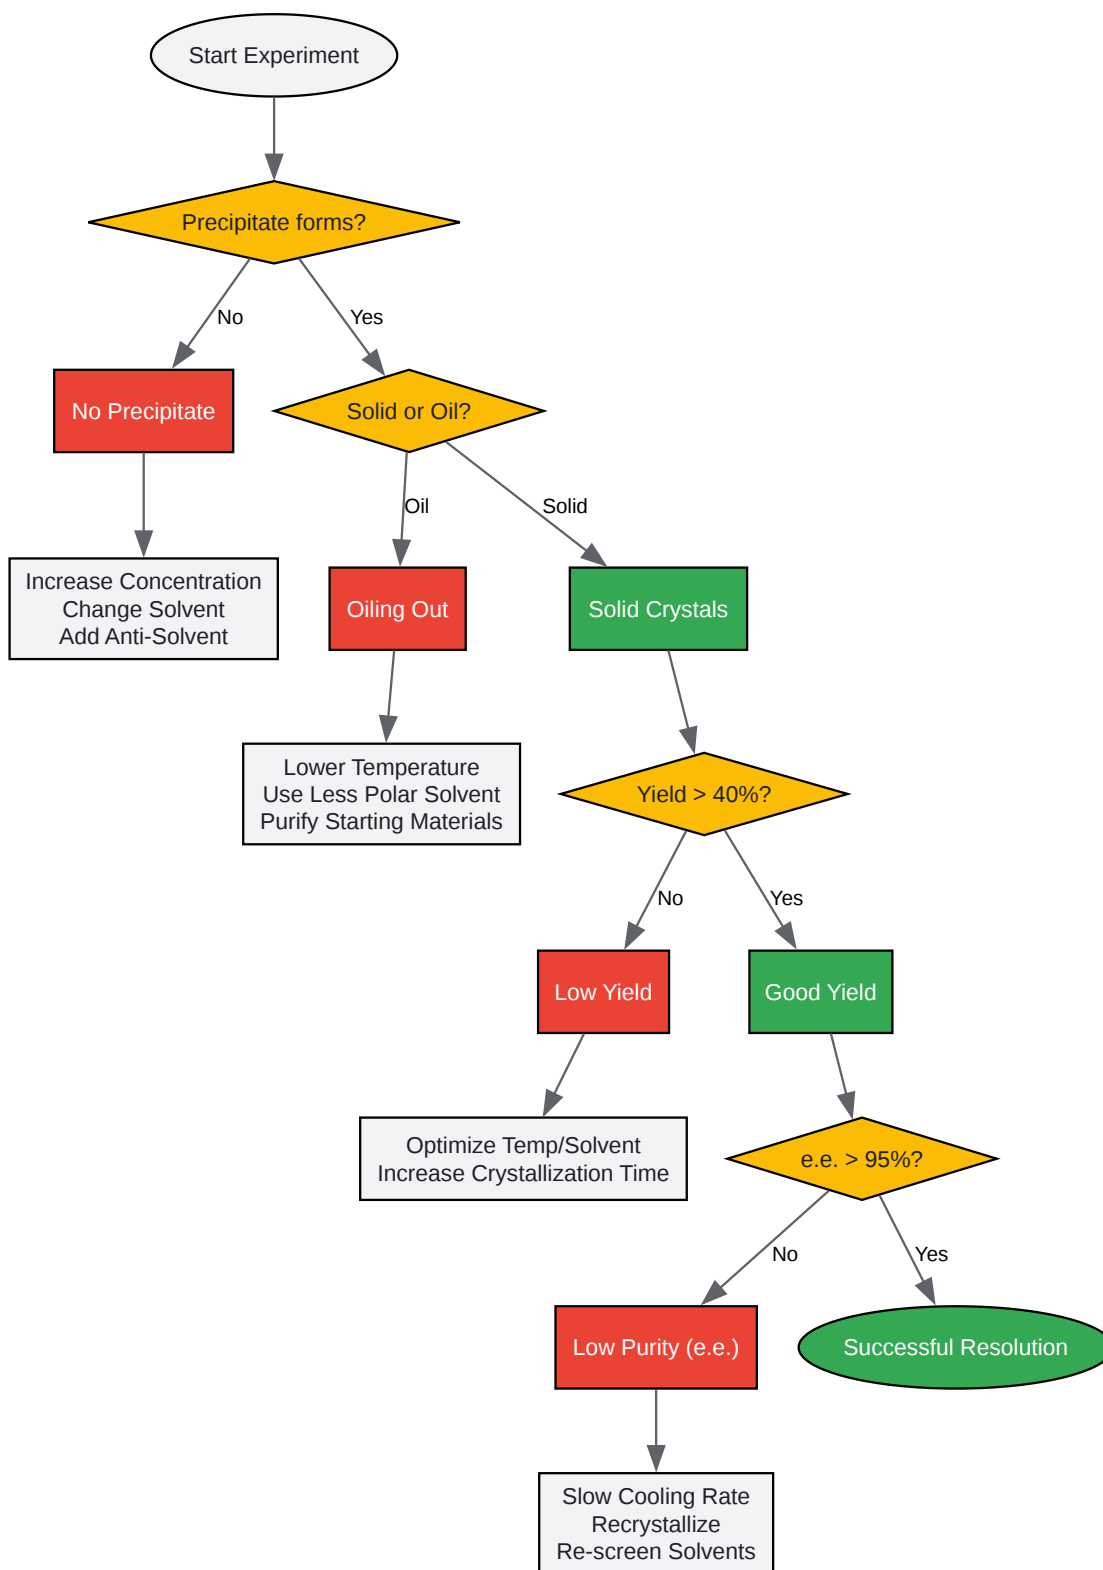 Start Experiment
Precipitate forms?
No
Yes
No Precipitate
Solid or Oil?
Oil
Solid
Increase Concentration
Change Solvent
Add Anti-Solvent
Oiling Out
Solid Crystals
Lower Temperature
Use Less Polar Solvent
Purify Starting Materials
Yield > 40%?
No
Yes
Low Yield
Good Yield
Optimize Temp/Solvent
Increase Crystallization Time
e.e. > 95%?
No
Yes
Low Purity (e.e.)
Successful Resolution
Slow Cooling Rate
Recrystallize
Re-screen Solvents